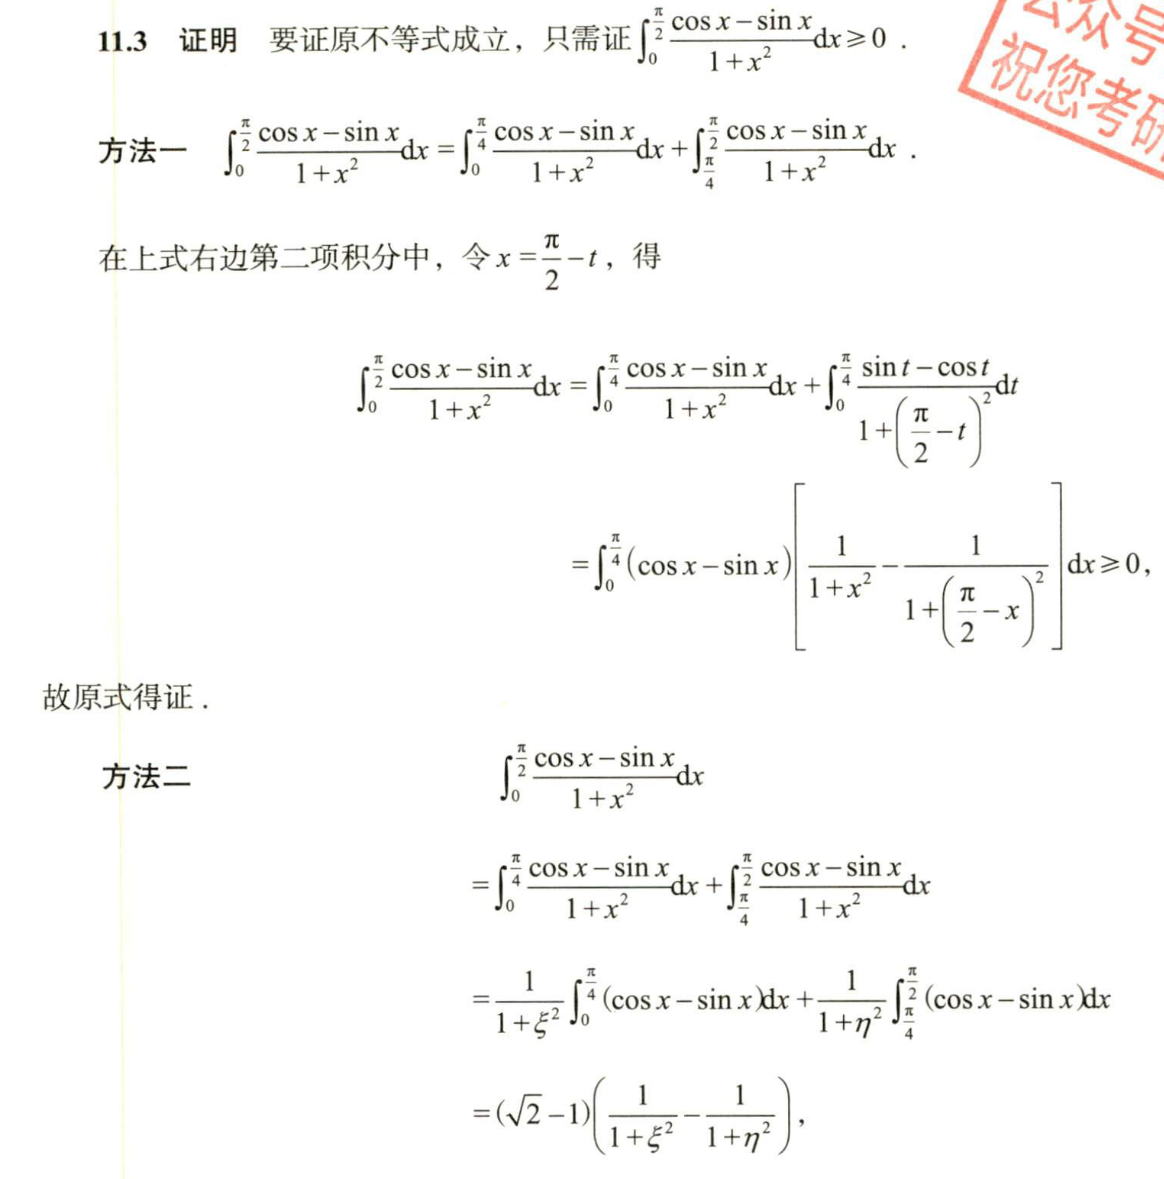 11.3 证明 要证原不等式成立，只需证 $\int_0^{\frac{\pi}{2}} \frac{\cos x - \sin x}{1+x^2} dx \geqslant 0$ .
方法一 $\int_0^{\frac{\pi}{2}} \frac{\cos x - \sin x}{1+x^2} dx = \int_0^{\frac{\pi}{4}} \frac{\cos x - \sin x}{1+x^2} dx + \int_{\frac{\pi}{4}}^{\frac{\pi}{2}} \frac{\cos x - \sin x}{1+x^2} dx$ .
在上式右边第二项积分中，令 $x = \frac{\pi}{2} - t$，得
$\int_0^{\frac{\pi}{2}} \frac{\cos x - \sin x}{1+x^2} dx = \int_0^{\frac{\pi}{4}} \frac{\cos x - \sin x}{1+x^2} dx + \int_0^{\frac{\pi}{4}} \frac{\sin t - \cos t}{1+\left(\frac{\pi}{2} - t\right)^2} dt$
$= \int_0^{\frac{\pi}{4}} (\cos x - \sin x) \left[ \frac{1}{1+x^2} - \frac{1}{1+\left(\frac{\pi}{2} - x\right)^2} \right] dx \geqslant 0,$
故原式得证 .
方法二 $\int_0^{\frac{\pi}{2}} \frac{\cos x - \sin x}{1+x^2} dx$
$= \int_0^{\frac{\pi}{4}} \frac{\cos x - \sin x}{1+x^2} dx + \int_{\frac{\pi}{4}}^{\frac{\pi}{2}} \frac{\cos x - \sin x}{1+x^2} dx$
$= \frac{1}{1+\xi^2} \int_0^{\frac{\pi}{4}} (\cos x - \sin x) dx + \frac{1}{1+\eta^2} \int_{\frac{\pi}{4}}^{\frac{\pi}{2}} (\cos x - \sin x) dx$
$= (\sqrt{2} - 1) \left( \frac{1}{1+\xi^2} - \frac{1}{1+\eta^2} \right),$
公众号
祝您考研